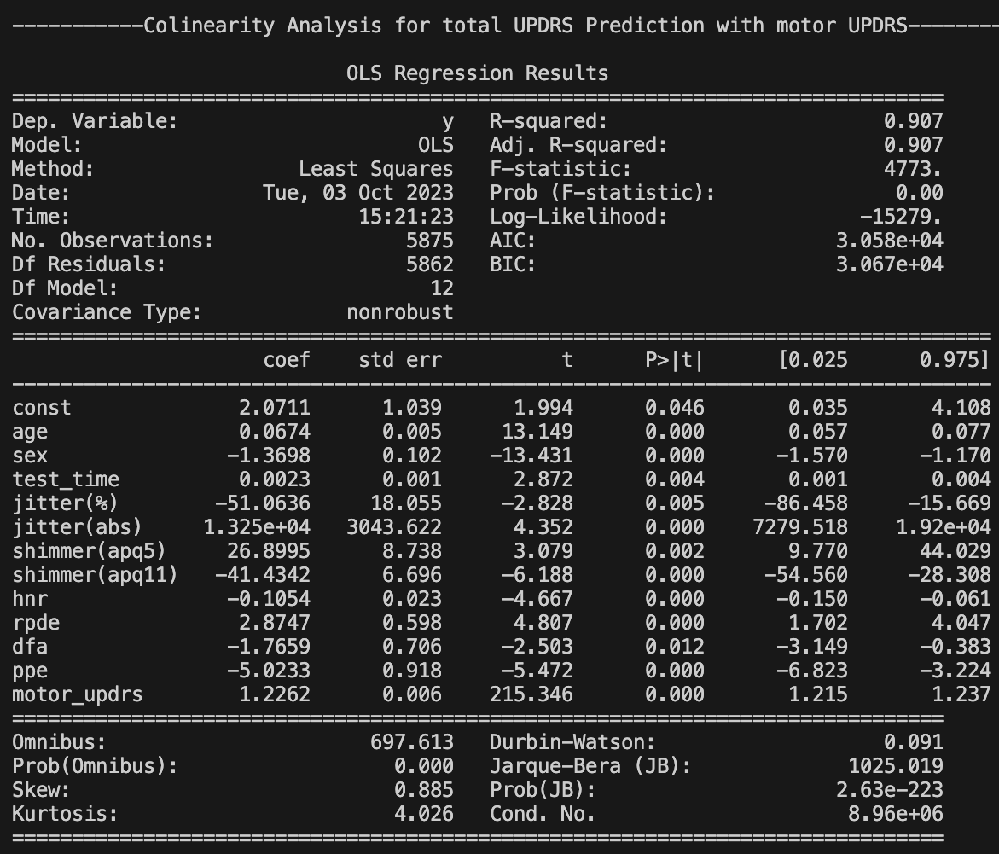 -----------Colinearity Analysis for total UPDRS Prediction with motor UPDRS--------
OLS Regression Results
==============================================================================
Dep. Variable: y R-squared: 0.907
Model: OLS Adj. R-squared: 0.907
Method: Least Squares F-statistic: 4773.
Date: Tue, 03 Oct 2023 Prob (F-statistic): 0.00
Time: 15:21:23 Log-Likelihood: -15279.
No. Observations: 5875 AIC: 3.058e+04
Df Residuals: 5862 BIC: 3.067e+04
Df Model: 12
Covariance Type: nonrobust
==================================================================================
coef std err t P>|t| [0.025 0.975]
----------------------------------------------------------------------------------
const 2.0711 1.039 1.994 0.046 0.035 4.108
age 0.0674 0.005 13.149 0.000 0.057 0.077
sex -1.3698 0.102 -13.431 0.000 -1.570 -1.170
test_time 0.0023 0.001 2.872 0.004 0.001 0.004
jitter(%) -51.0636 18.055 -2.828 0.005 -86.458 -15.669
jitter(abs) 1.325e+04 3043.622 4.352 0.000 7279.518 1.92e+04
shimmer(apq5) 26.8995 8.738 3.079 0.002 9.770 44.029
shimmer(apq11) -41.4342 6.696 -6.188 0.000 -54.560 -28.308
hnr -0.1054 0.023 -4.667 0.000 -0.150 -0.061
rpde 2.8747 0.598 4.807 0.000 1.702 4.047
dfa -1.7659 0.706 -2.503 0.012 -3.149 -0.383
ppe -5.0233 0.918 -5.472 0.000 -6.823 -3.224
motor_updrs 1.2262 0.006 215.346 0.000 1.215 1.237
==============================================================================
Omnibus: 697.613 Durbin-Watson: 0.091
Prob(Omnibus): 0.000 Jarque-Bera (JB): 1025.019
Skew: 0.885 Prob(JB): 2.63e-223
Kurtosis: 4.026 Cond. No. 8.96e+06
==============================================================================